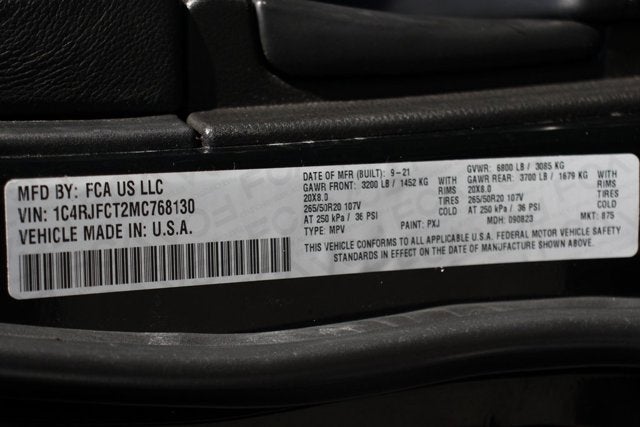 MFD BY: FCA US LLC
VIN: 1C4RJFCT2MC768130
VEHICLE MADE IN: U.S.A.
DATE OF MFR (BUILT): 9-21 GVWR: 6800 LB / 3085 KG
GAWR FRONT: 3200 LB / 1452 KG WITH GAWR REAR: 3700 LB / 1679 KG WITH
20X8.0 RIMS 20X8.0 RIMS
265/50R20 107V TIRES 265/50R20 107V TIRES
AT 250 kPa / 36 PSI COLD AT 250 kPa / 36 PSI COLD
TYPE: MPV PAINT: PXJ MDH: 090823 MKT: 875
THIS VEHICLE CONFORMS TO ALL APPLICABLE U.S.A. FEDERAL MOTOR VEHICLE SAFETY
STANDARDS IN EFFECT ON THE DATE OF MANUFACTURE SHOWN ABOVE.